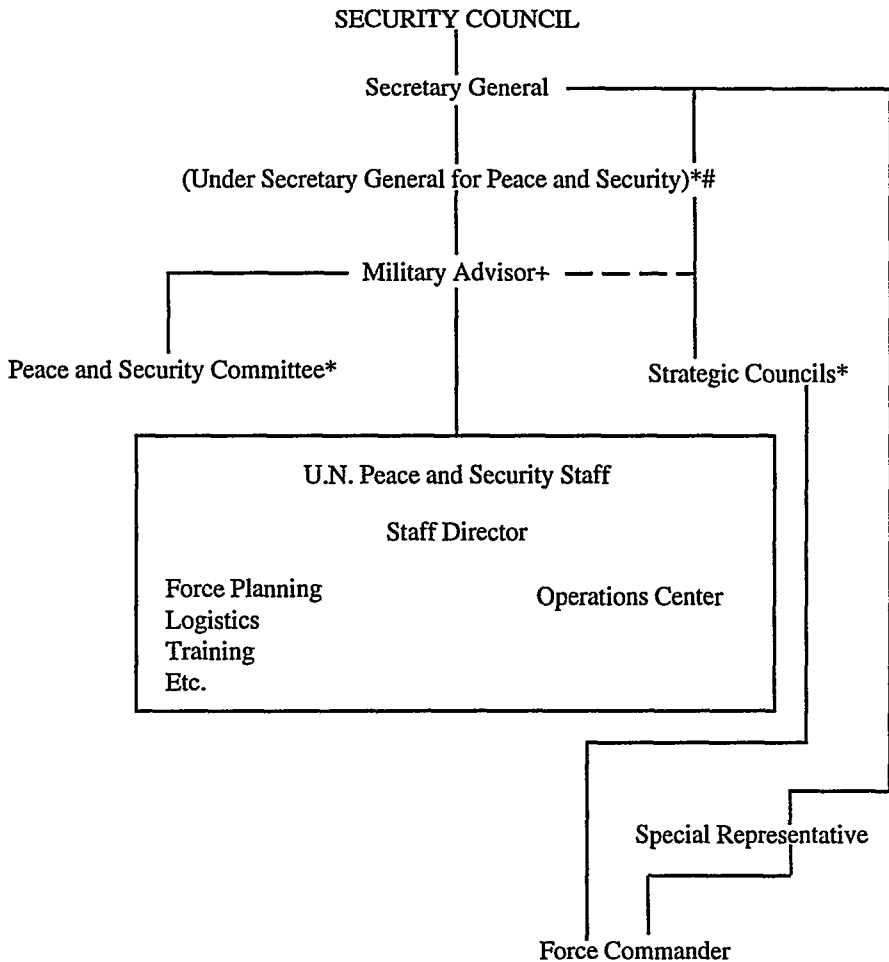 SECURITY COUNCIL
Secretary General
(Under Secretary General for Peace and Security)*#
Military Advisor+
Peace and Security Committee*
Strategic Councils*
U.N. Peace and Security Staff
Staff Director
Force Planning
Logistics
Training
Etc.
Operations Center
Special Representative
Force Commander